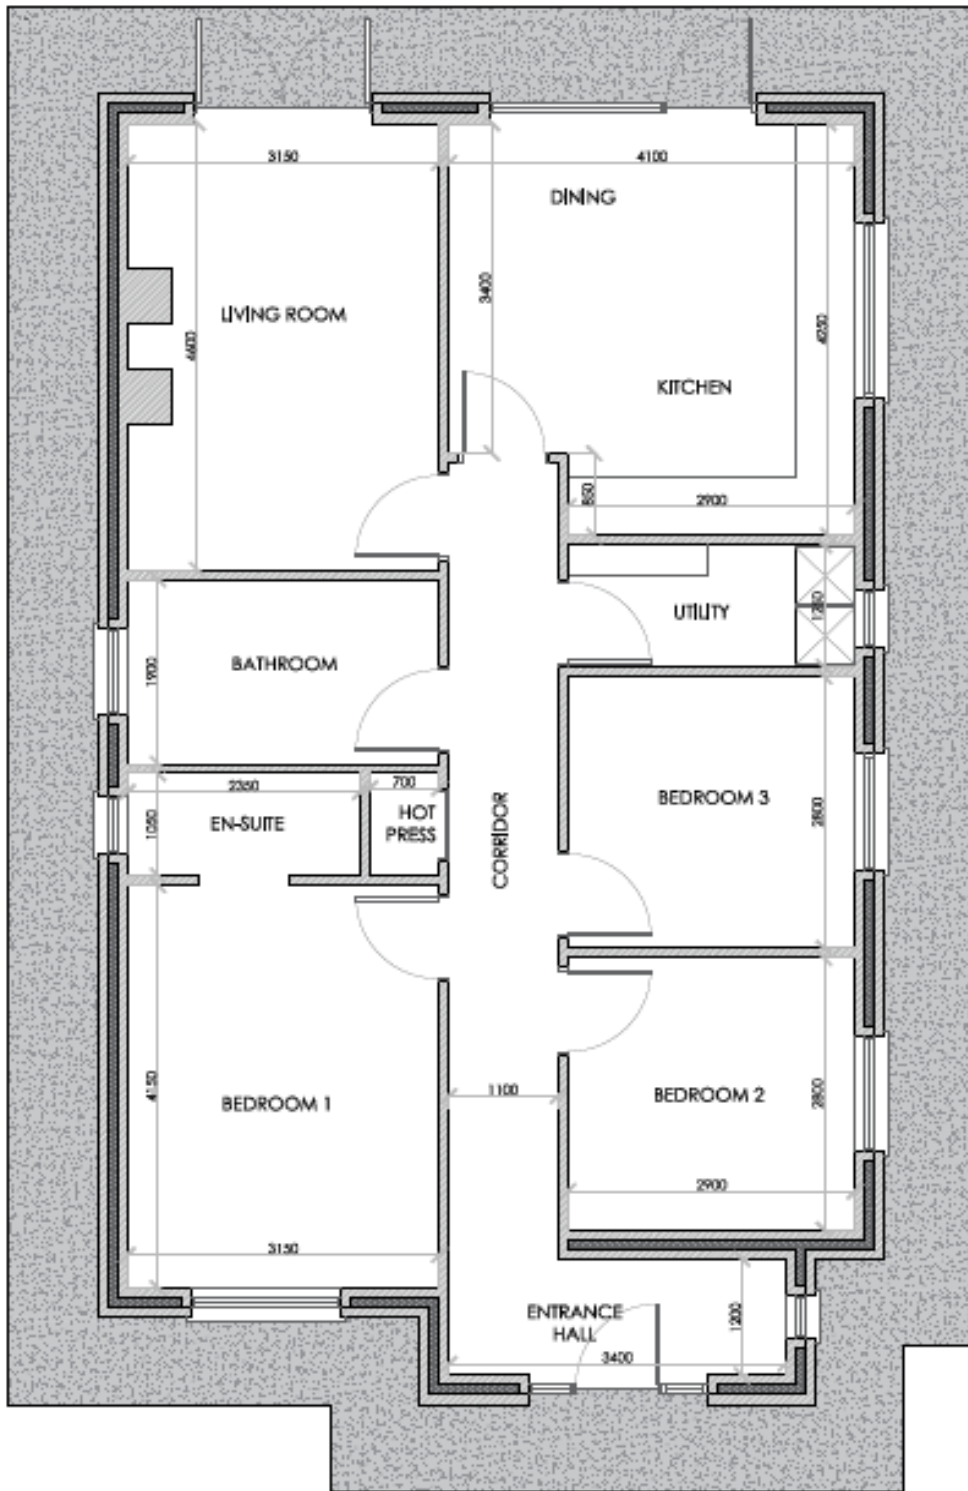 3150
4100
DINING
3400
LIVING ROOM
4600
4250
KITCHEN
850
2900
1250
UTILITY
BATHROOM
1900
2350
700
HOT
PRESS
EN-SUITE
1050
CORRIDOR
BEDROOM 3
2800
4150
1100
BEDROOM 1
BEDROOM 2
2800
2900
3150
ENTRANCE
HALL
1200
3400